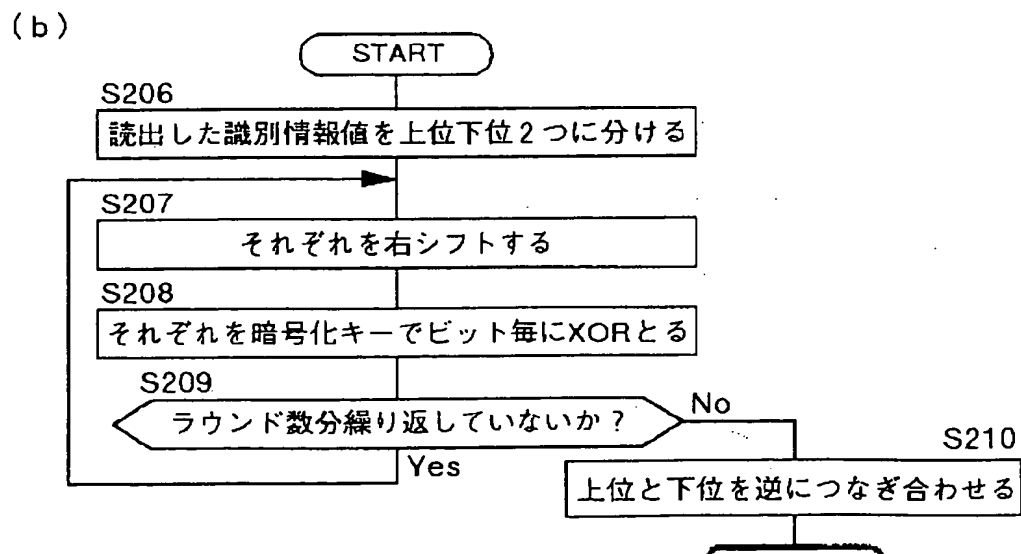 (b)
START
S206
読出した識別情報値を上位下位2つに分ける
S207
それぞれを右シフトする
S208
それぞれを暗号化キーでビット毎にXORとる
S209
ラウンド数分繰り返していないか?
No
Yes
S210
上位と下位を逆につなぎ合わせる